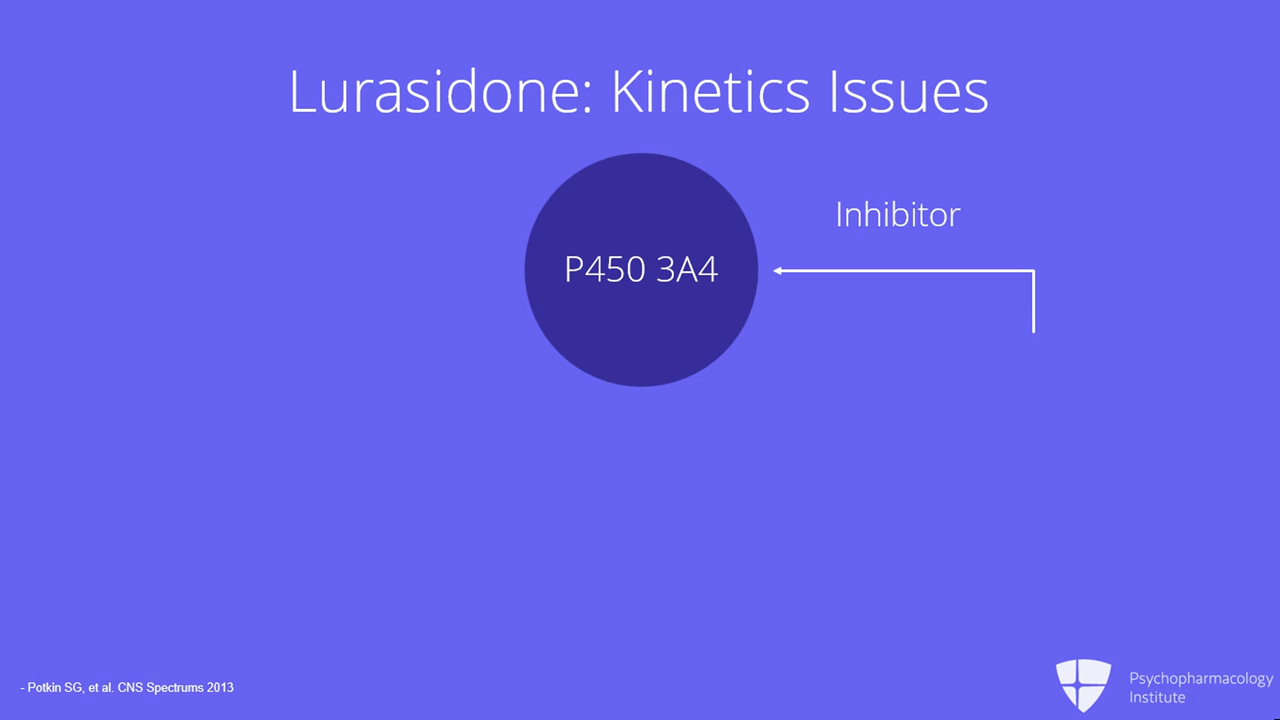 Lurasidone: Kinetics Issues
Inhibitor
P450 3A4
- Potkin SG, et al. CNS Spectrums 2013
Psychopharmacology
Institute